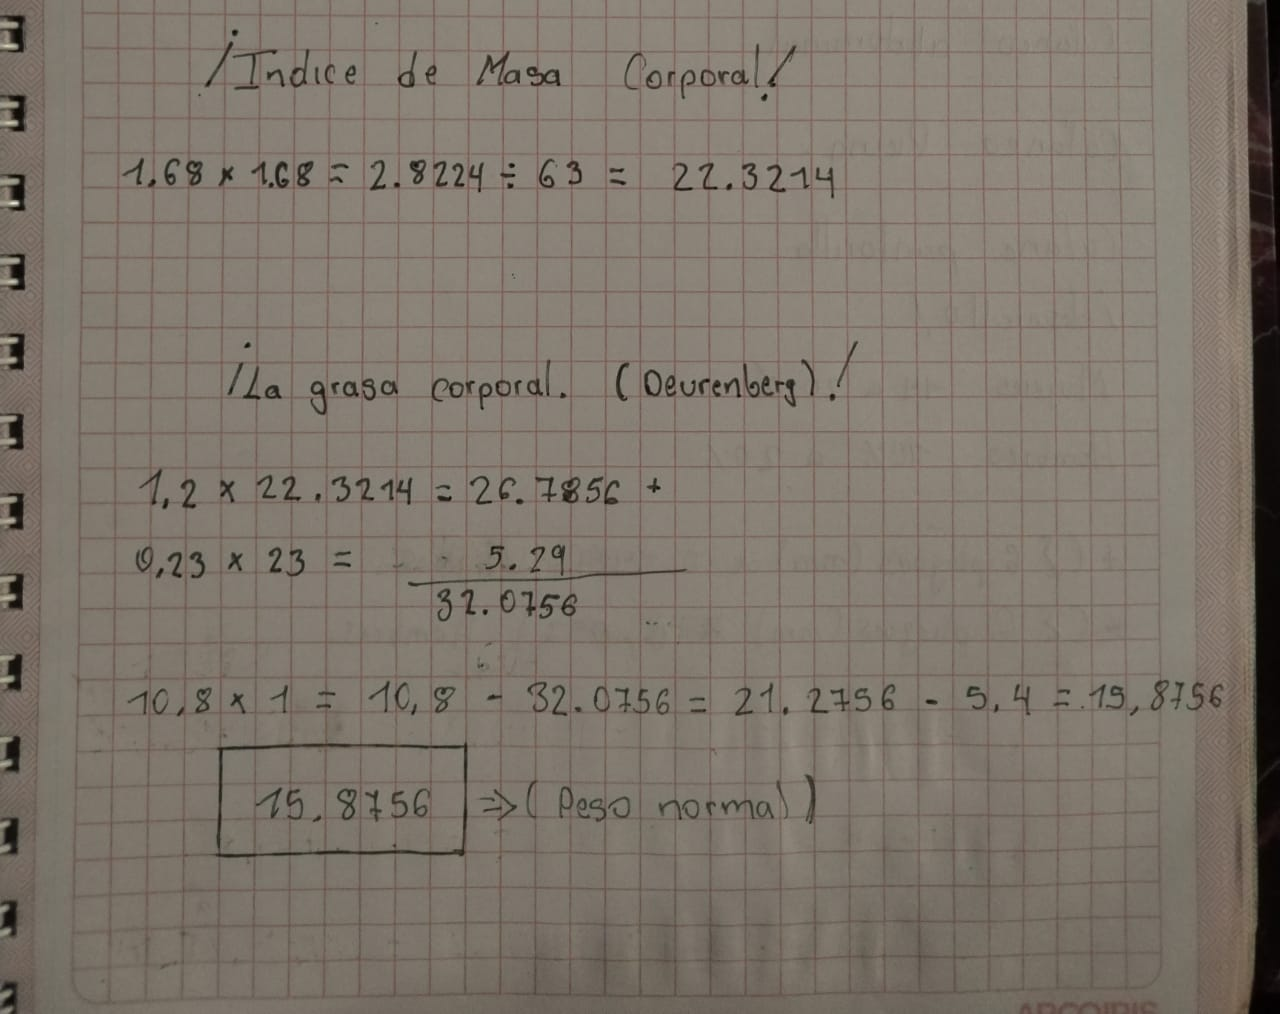 ¡Indice de Masa Corporal!
1.68 x 1.68 = 2.8224 ÷ 63 = 22.3214
¡La grasa corporal. (Deurenberg)!
1,2 x 22.3214 = 26.7856 +
0,23 x 23 = 5.29
32.0756
10,8 x 1 = 10,8 - 32.0756 = 21.2756 - 5,4 = 15,8756
15.8756 => (Peso normal)